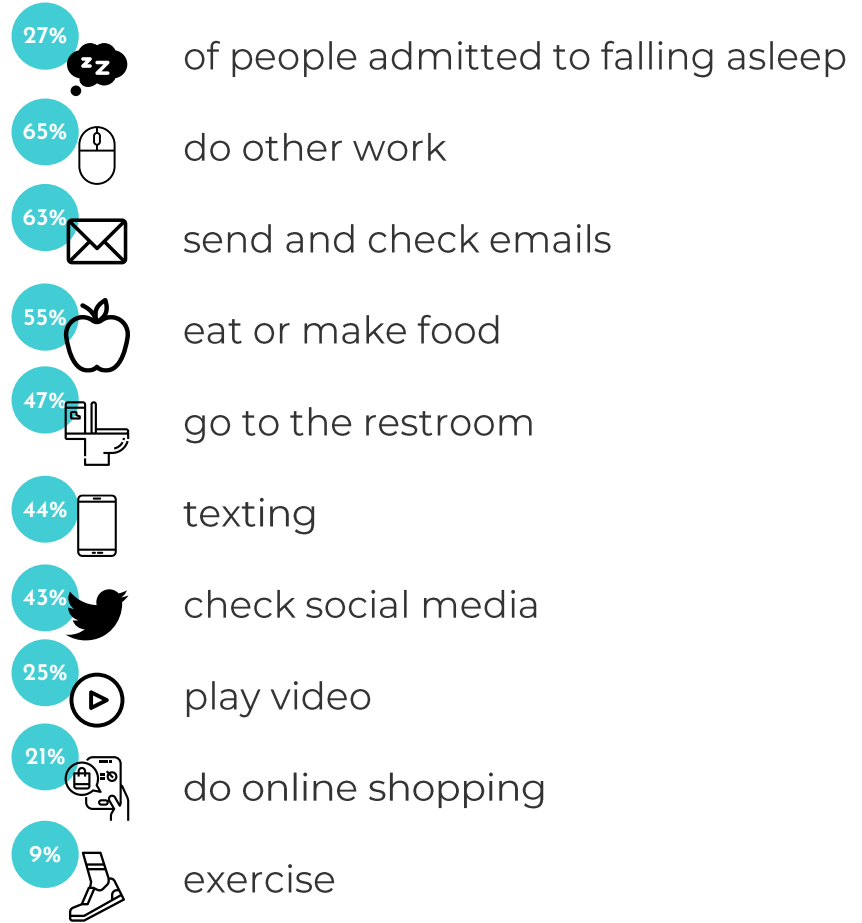 27%
of people admitted to falling asleep
65%
do other work
63%
send and check emails
55%
eat or make food
47%
go to the restroom
44%
texting
43%
check social media
25%
play video
21%
do online shopping
9%
exercise